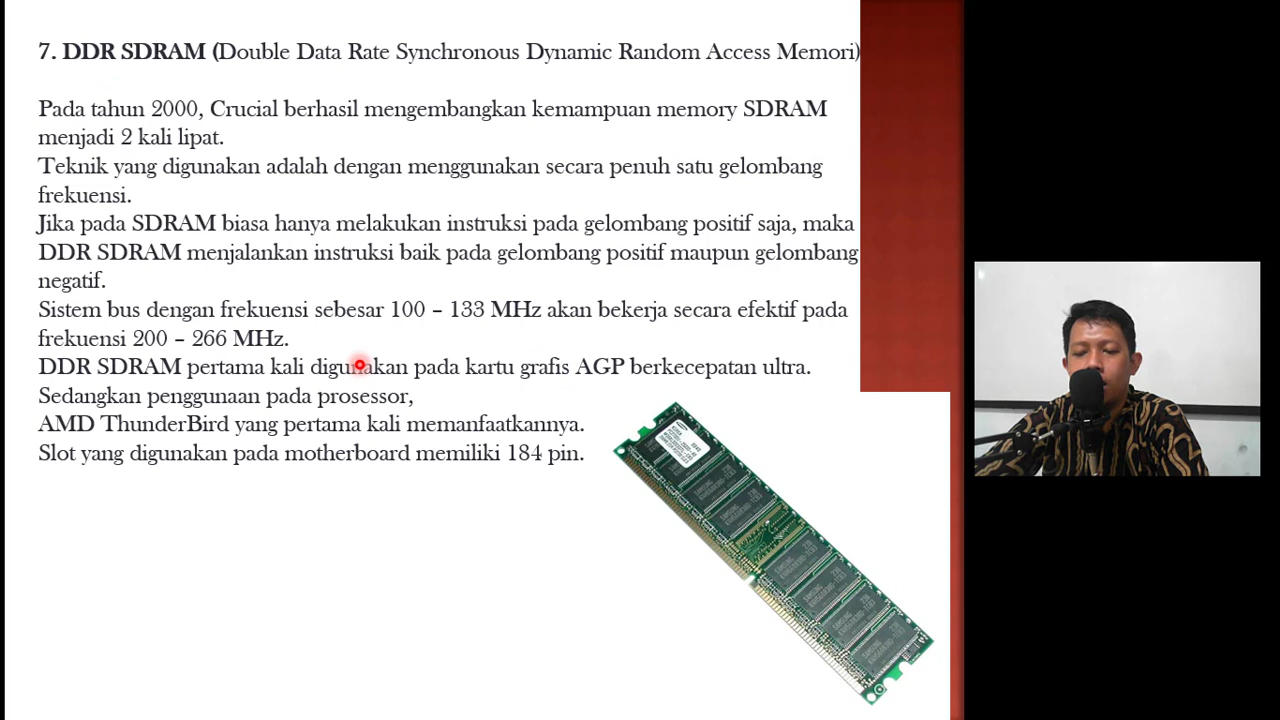 7. DDR SDRAM (Double Data Rate Synchronous Dynamic Random Access Memori)
Pada tahun 2000, Crucial berhasil mengembangkan kemampuan memory SDRAM
menjadi 2 kali lipat.
Teknik yang digunakan adalah dengan menggunakan secara penuh satu gelombang
frekuensi.
Jika pada SDRAM biasa hanya melakukan instruksi pada gelombang positif saja, maka
DDR SDRAM menjalankan instruksi baik pada gelombang positif maupun gelombang
negatif.
Sistem bus dengan frekuensi sebesar 100 – 133 MHz akan bekerja secara efektif pada
frekuensi 200 – 266 MHz.
DDR SDRAM pertama kali digunakan pada kartu grafis AGP berkecepatan ultra.
Sedangkan penggunaan pada prosessor,
AMD ThunderBird yang pertama kali memanfaatkannya.
Slot yang digunakan pada motherboard memiliki 184 pin.